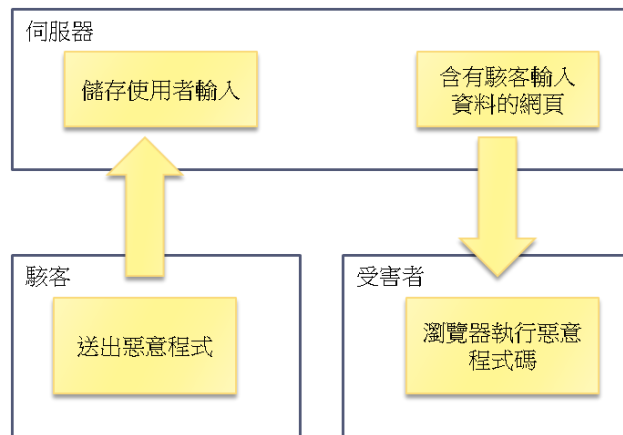 伺服器
儲存使用者輸入
含有駭客輸入
資料的網頁
駭客
送出惡意程式
受害者
瀏覽器執行惡意
程式碼